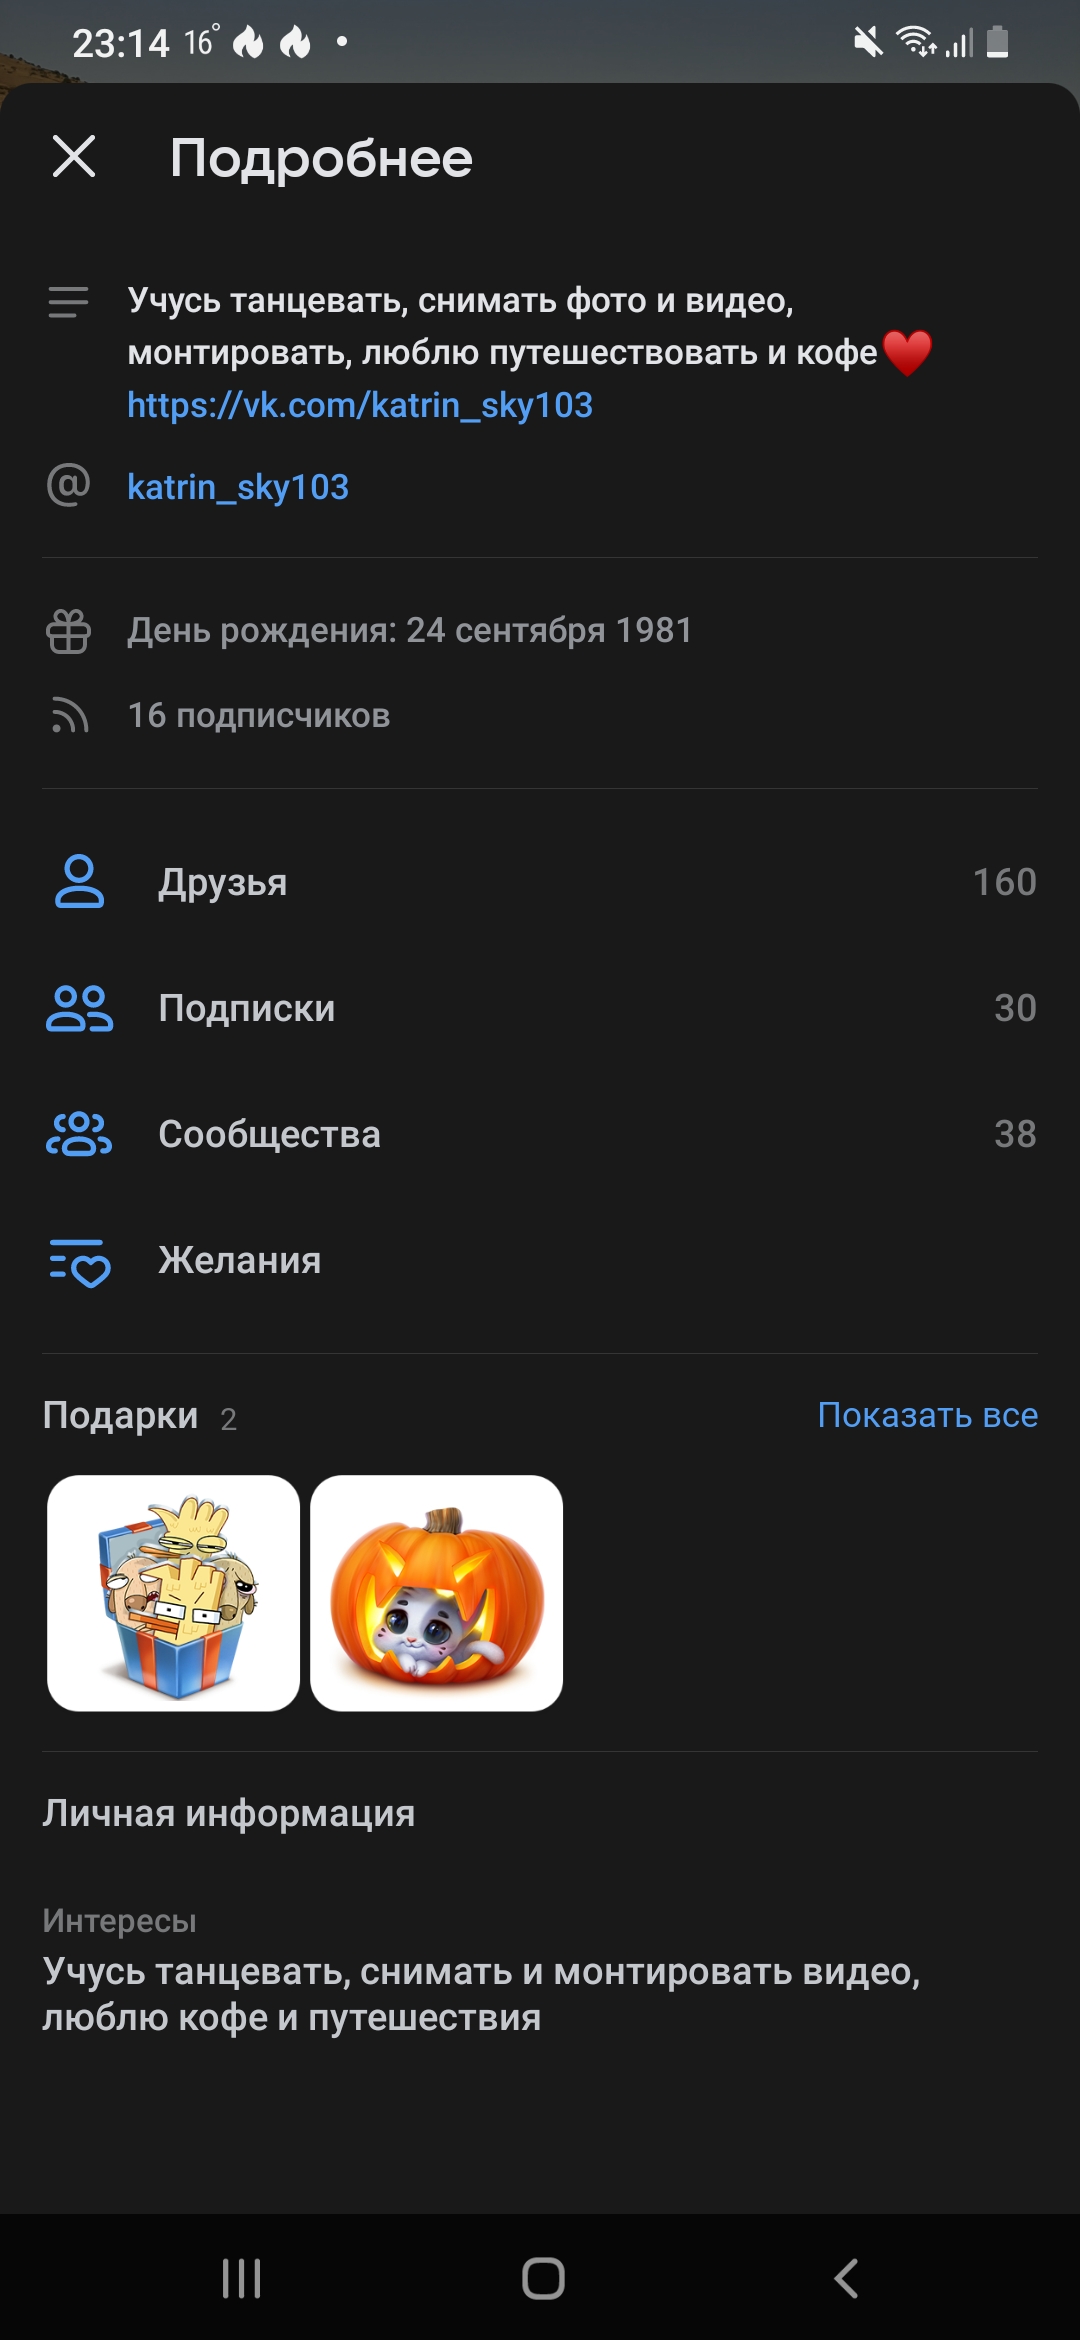 23:14 16°
Подробнее
Учусь танцевать, снимать фото и видео,
монтировать, люблю путешествовать и кофе♥
https://vk.com/katrin_sky103
@ katrin_sky103
День рождения: 24 сентября 1981
16 подписчиков
Друзья 160
Подписки 30
Сообщества 38
Желания
Подарки 2 Показать все
Личная информация
Интересы
Учусь танцевать, снимать и монтировать видео,
люблю кофе и путешествия